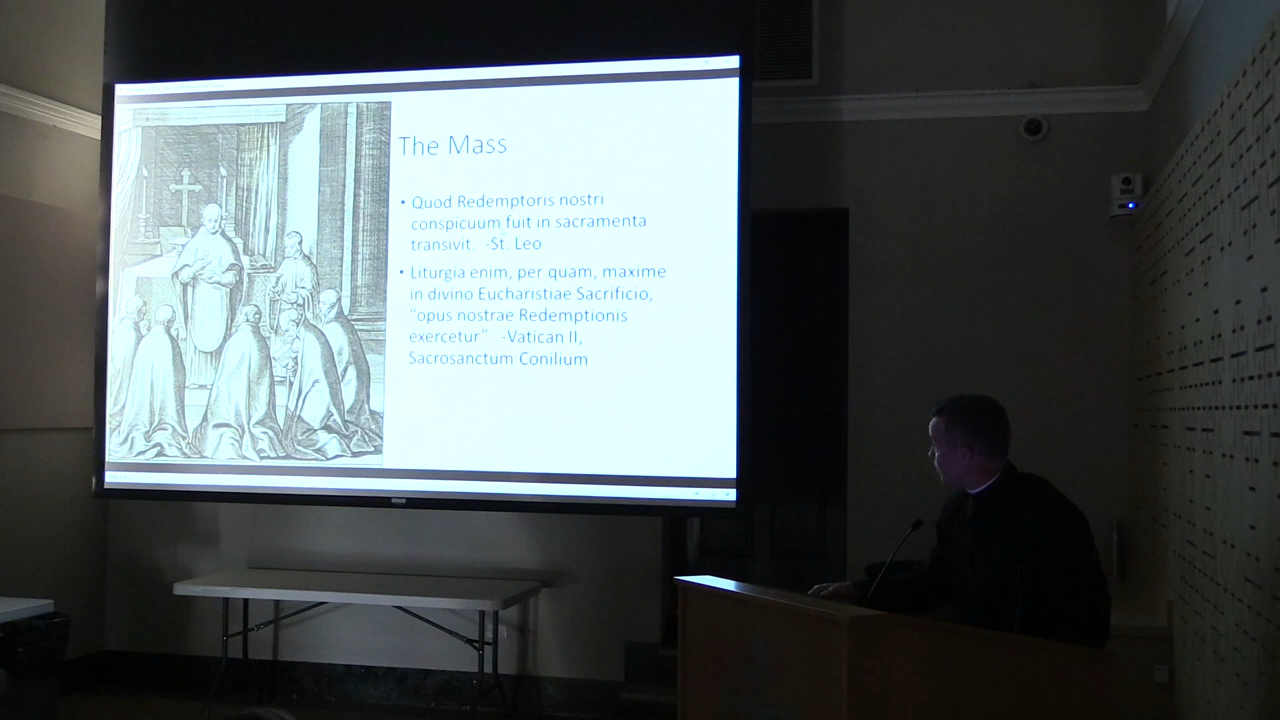 The Mass
• Quod Redemptoris nostri
conspicuum fuit in sacramenta
transivit. -St. Leo
• Liturgia enim, per quam, maxime
in divino Eucharistiae Sacrificio,
"opus nostrae Redemptionis
exercetur" -Vatican II,
Sacrosanctum Conilium